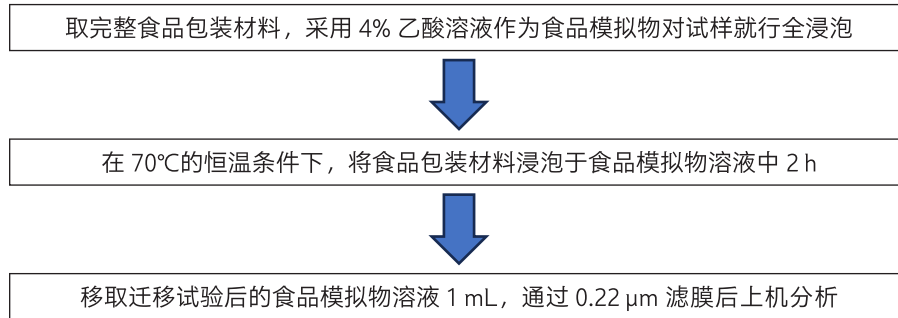 取完整食品包装材料，采用 4% 乙酸溶液作为食品模拟物对试样就行全浸泡
在 70℃的恒温条件下，将食品包装材料浸泡于食品模拟物溶液中 2 h
移取迁移试验后的食品模拟物溶液 1 mL，通过 0.22 μm 滤膜后上机分析